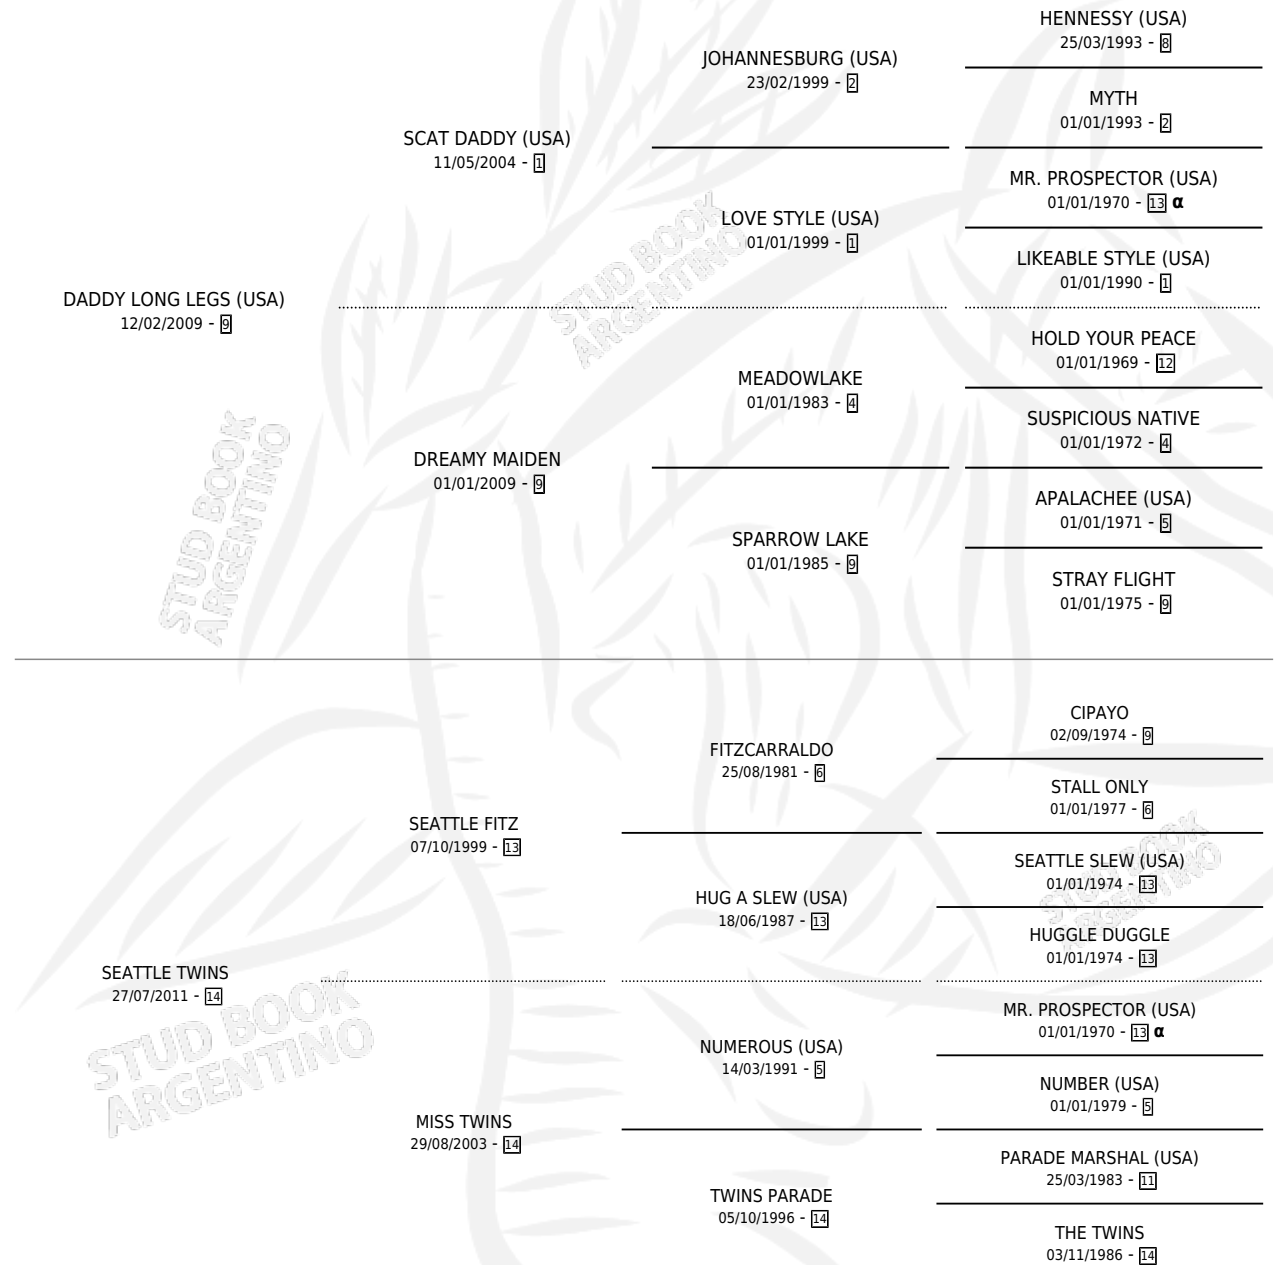 HENNESSY (USA)
25/03/1993 - 8
JOHANNESBURG (USA)
23/02/1999 - 2
MYTH
01/01/1993 - 2
SCAT DADDY (USA)
11/05/2004 - 1
MR. PROSPECTOR (USA)
01/01/1970 - 13 α
LOVE STYLE (USA)
01/01/1999 - 1
LIKEABLE STYLE (USA)
01/01/1990 - 1
STUD BOOK
ARGENTINO
DADDY LONG LEGS (USA)
12/02/2009 - 9
HOLD YOUR PEACE
01/01/1969 - 12
MEADOWLAKE
01/01/1983 - 4
SUSPICIOUS NATIVE
01/01/1972 - 4
DREAMY MAIDEN
01/01/2009 - 9
APALACHEE (USA)
01/01/1971 - 5
SPARROW LAKE
01/01/1985 - 9
STRAY FLIGHT
01/01/1975 - 9
STUD BOOK
ARGENTINO
CIPAYO
02/09/1974 - 9
FITZCARRALDO
25/08/1981 - 6
STALL ONLY
01/01/1977 - 6
SEATTLE FITZ
07/10/1999 - 13
SEATTLE SLEW (USA)
01/01/1974 - 13
HUG A SLEW (USA)
18/06/1987 - 13
HUGGLE DUGGLE
01/01/1974 - 13
STUD BOOK
ARGENTINO
SEATTLE TWINS
27/07/2011 - 14
MR. PROSPECTOR (USA)
01/01/1970 - 13 α
NUMEROUS (USA)
14/03/1991 - 5
NUMBER (USA)
01/01/1979 - 5
MISS TWINS
29/08/2003 - 14
PARADE MARSHAL (USA)
25/03/1983 - 11
TWINS PARADE
05/10/1996 - 14
THE TWINS
03/11/1986 - 14
STUD BOOK
ARGENTINO